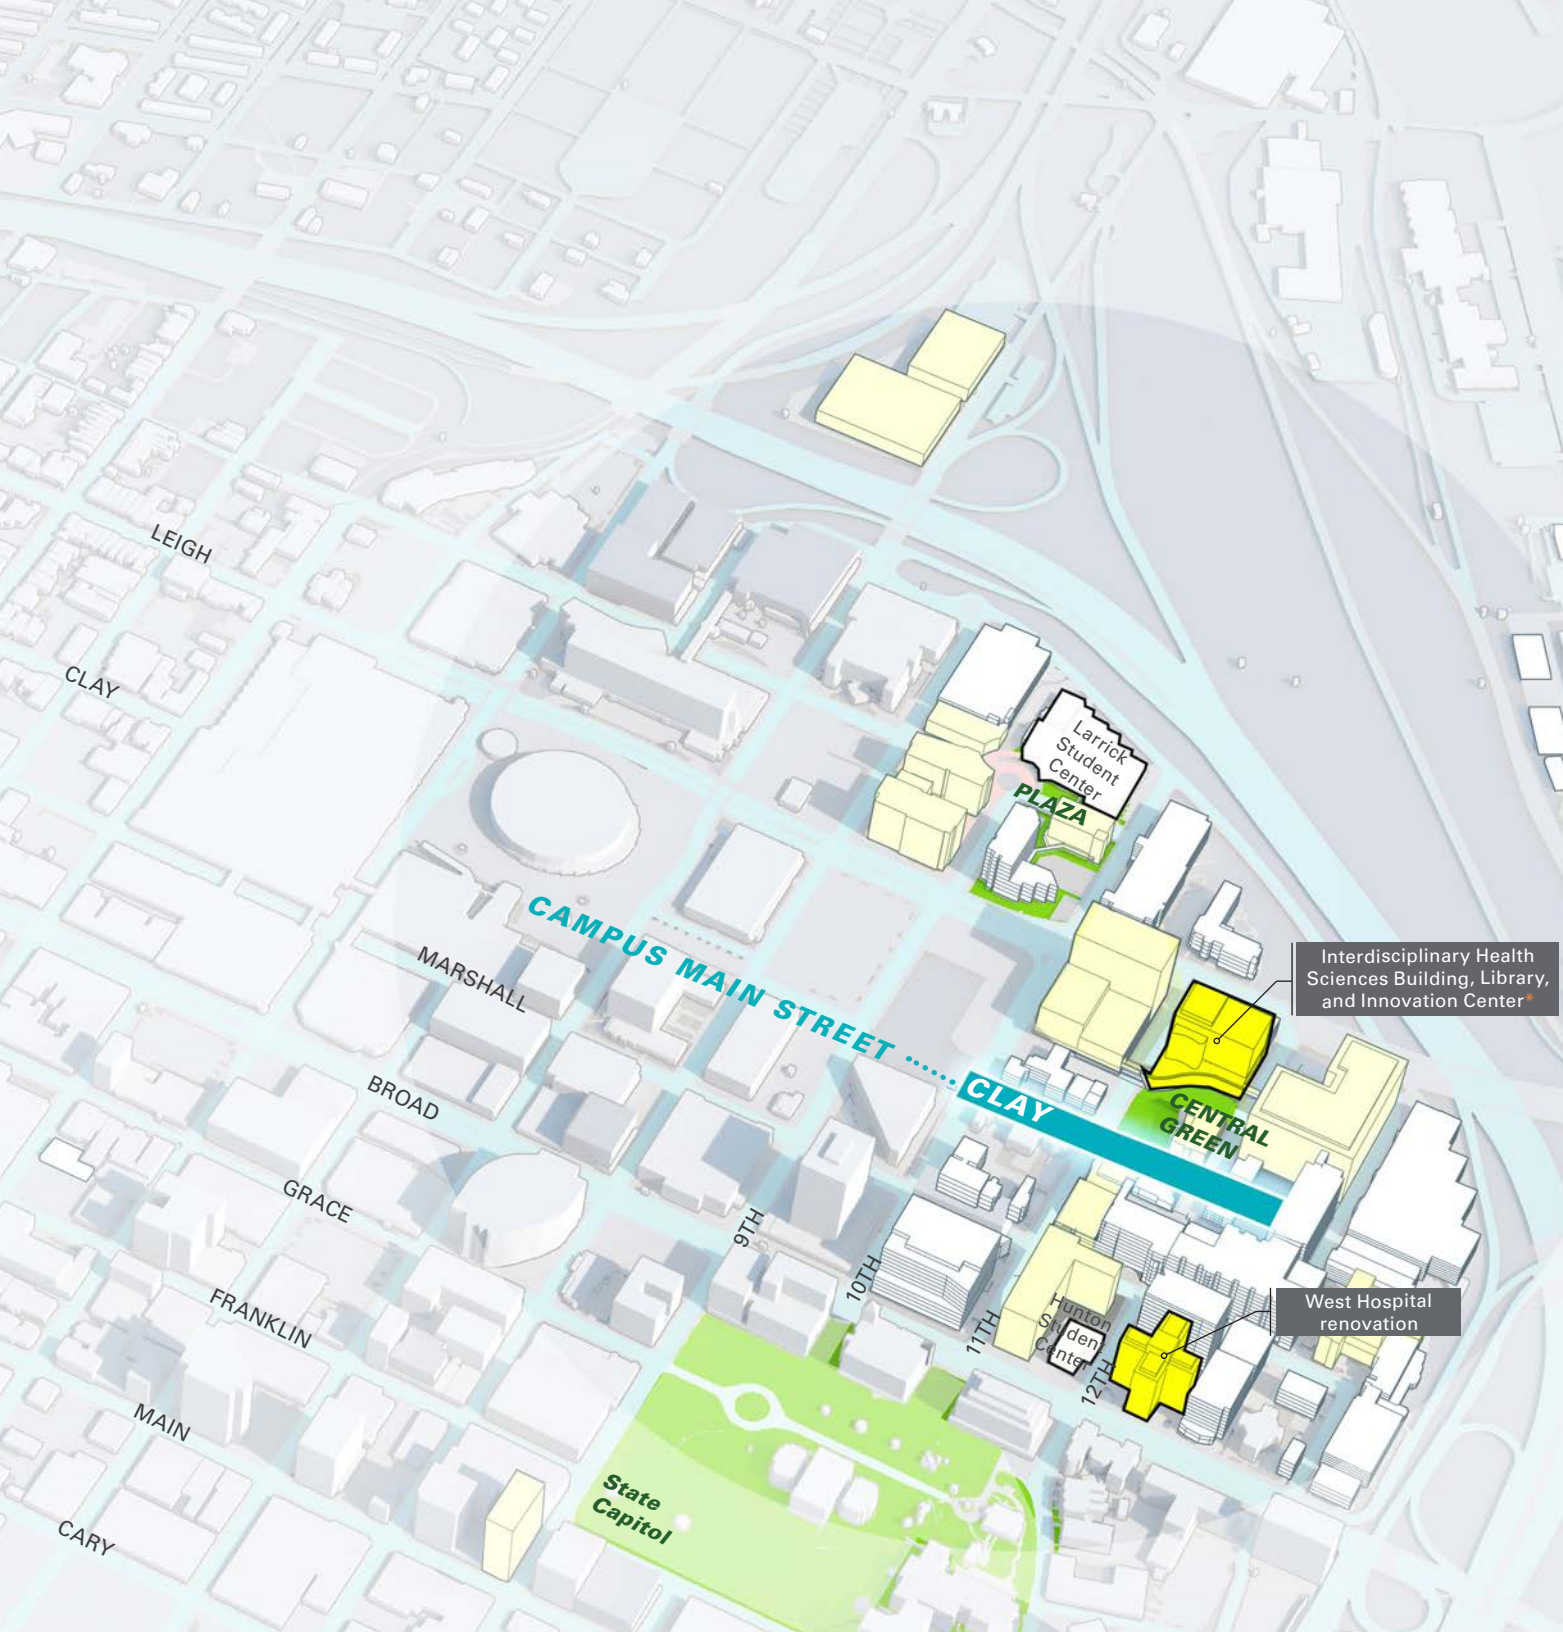 LEIGH
CLAY
Larrick
Student
Center
PLAZA
CAMPUS MAIN STREET
MARSHALL
Interdisciplinary Health
Sciences Building, Library,
and Innovation Center*
BROAD
CLAY
CENTRAL
GREEN
GRACE
9TH
10TH
FRANKLIN
11TH
Hunton
Student
Center
12TH
West Hospital
renovation
MAIN
State
Capitol
CARY